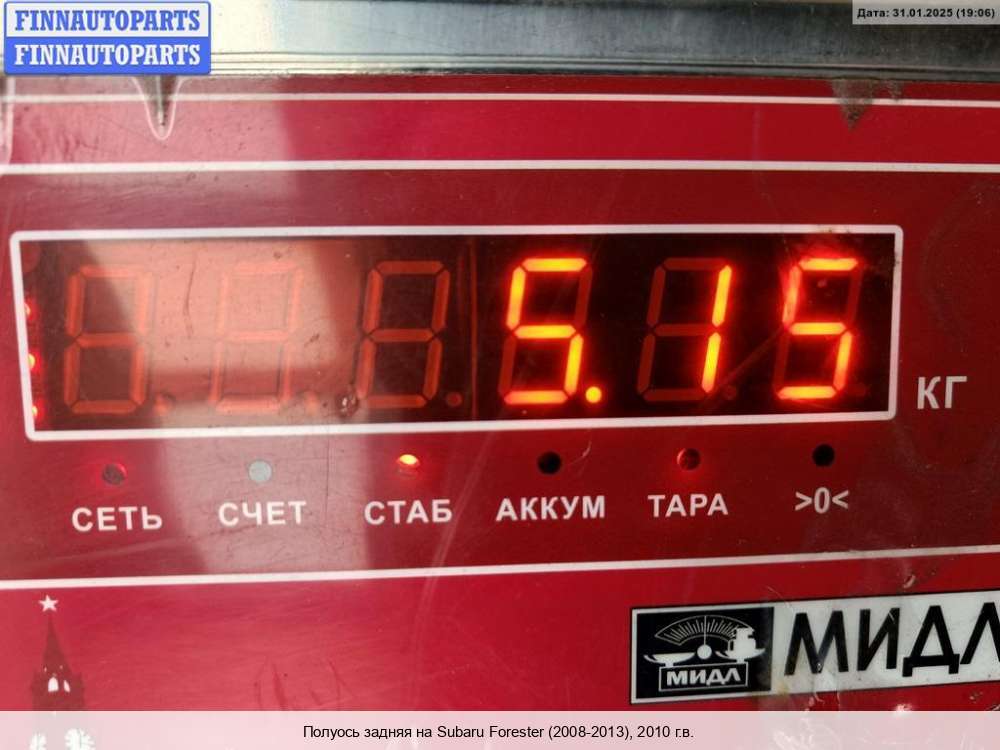 FINNAUTOPARTS
FINNAUTOPARTS
Дата: 31.01.2025 (19:06)
5.15
КГ
СЕТЬ СЧЕТ СТАБ АККУМ ТАРА >0<
МИДЛ
МИДЛ
Полуось задняя на Subaru Forester (2008-2013), 2010 г.в.